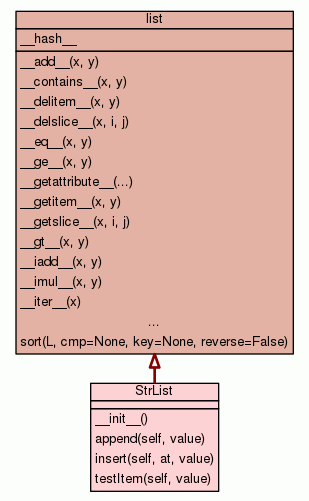 list
__hash__
__add__(x, y)
__contains__(x, y)
__delitem__(x, y)
__delslice__(x, i, j)
__eq__(x, y)
__ge__(x, y)
__getattribute__(...)
__getitem__(x, y)
__getslice__(x, i, j)
__gt__(x, y)
__iadd__(x, y)
__imul__(x, y)
__iter__(x)
...
sort(L, cmp=None, key=None, reverse=False)
StrList
__init__()
append(self, value)
insert(self, at, value)
testItem(self, value)